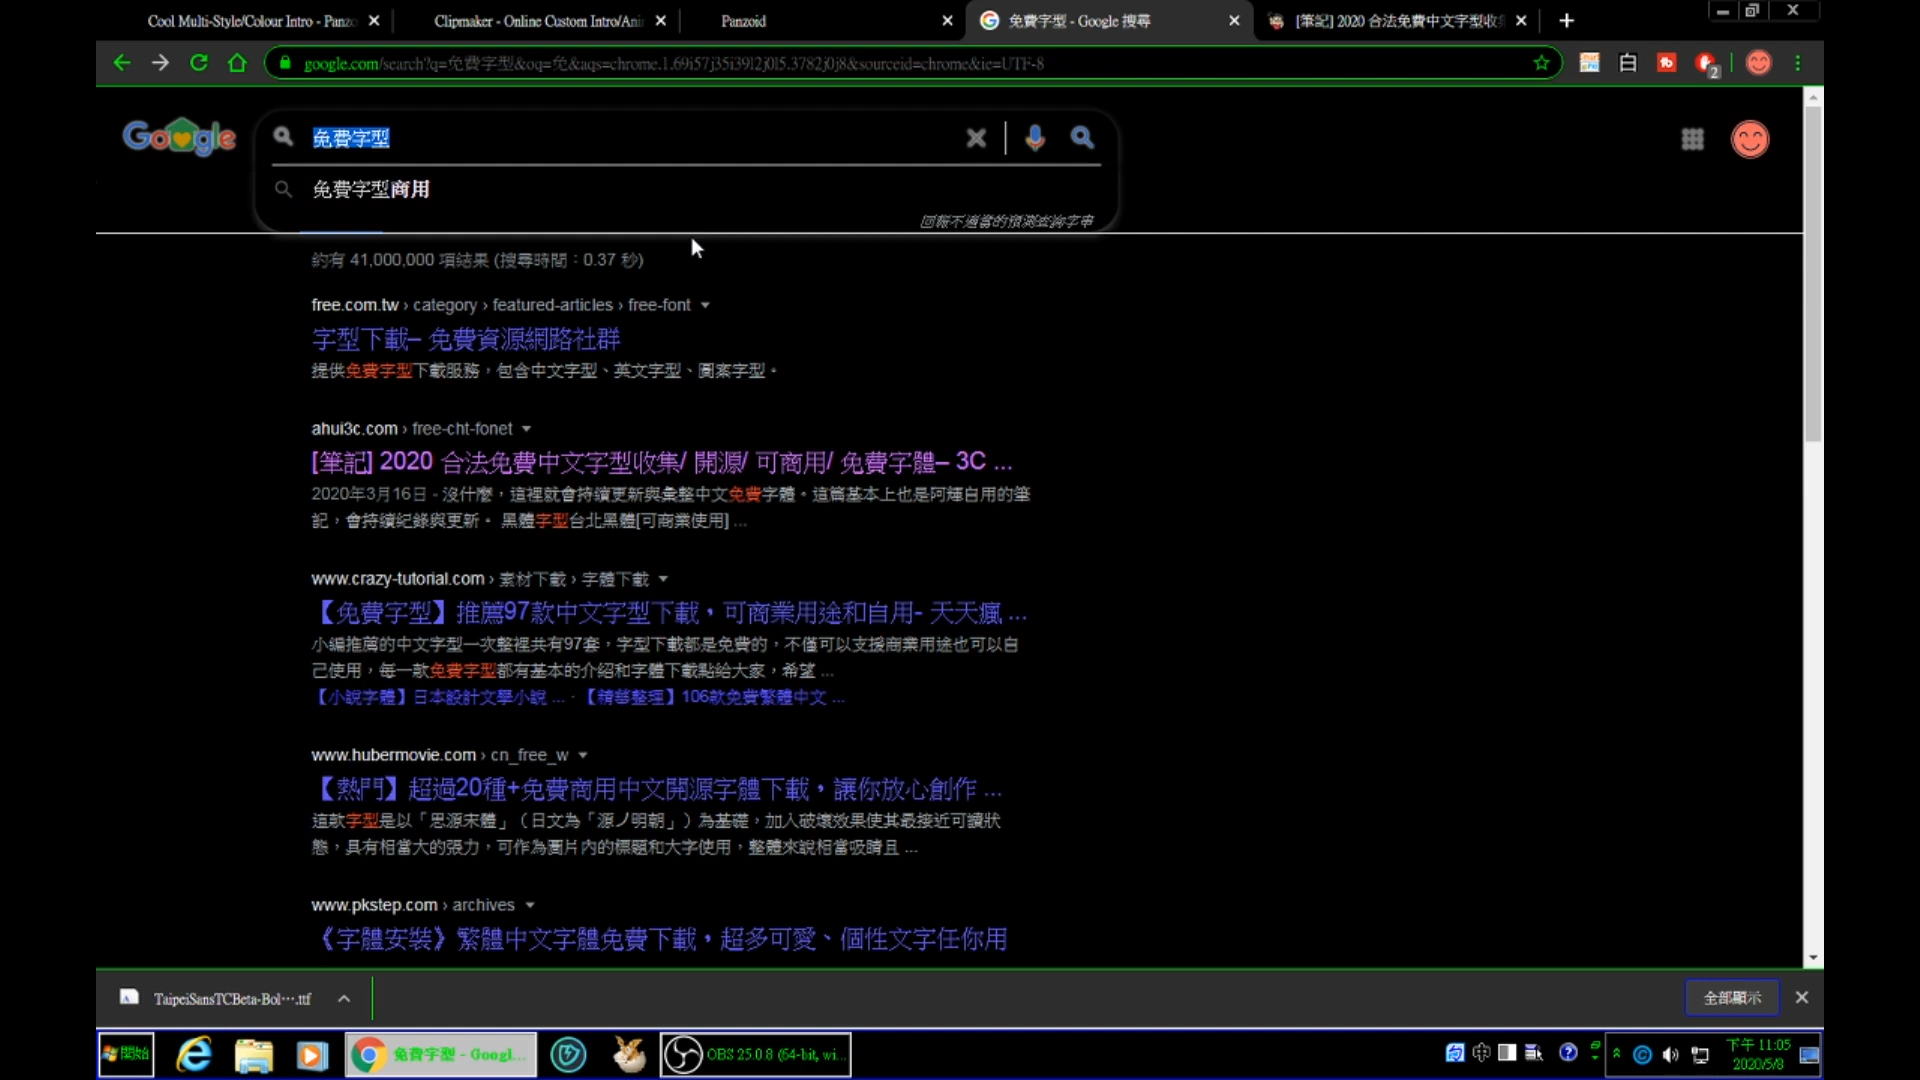 Cool Multi-Style/Colour Intro - Panzo
Clipmaker - Online Custom Intro/Ani
Panzoid
免費字型 - Google 搜尋
[筆記] 2020 合法免費中文字型收集
google.com/search?q=免費字型&oq=免&aqs=chrome.1.69i57j35i39l2j0l5.3782j0j8&sourceid=chrome&ie=UTF-8
2
Google
免費字型
免費字型商用
回報不適當的預測查詢字串
約有 41,000,000 項結果 (搜尋時間:0.37 秒)
free.com.tw › category › featured-articles › free-font
字型下載– 免費資源網路社群
提供免費字型下載服務,包含中文字型、英文字型、圖案字型。
ahui3c.com › free-cht-fonet
[筆記] 2020 合法免費中文字型收集/ 開源/ 可商用/ 免費字體– 3C ...
2020年3月16日 - 沒什麼,這裡就會持續更新與彙整中文免費字體。這篇基本上也是阿輝自用的筆
記,會持續紀錄與更新。 黑體字型台北黑體[可商業使用] ...
www.crazy-tutorial.com › 素材下載 › 字體下載
【免費字型】推薦97款中文字型下載,可商業用途和自用- 天天瘋 ...
小編推薦的中文字型一次整裡共有97套,字型下載都是免費的,不僅可以支援商業用途也可以自
己使用,每一款免費字型都有基本的介紹和字體下載點給大家,希望 ...
【小說字體】日本設計文學小說 ... · 【精華整理】106款免費繁體中文 ...
www.hubermovie.com › cn_free_w
【熱門】超過20種+免費商用中文開源字體下載,讓你放心創作 ...
這款字型是以「思源宋體」(日文為「源ノ明朝」)為基礎,加入破壞效果使其最接近可讀狀
態,具有相當大的張力,可作為圖片內的標題和大字使用,整體來說相當吸睛且 ...
www.pkstep.com › archives
《字體安裝》繁體中文字體免費下載,超多可愛、個性文字任你用
TaipeiSansTCBeta-Bol···.ttf
全部顯示
開始
免費字型 - Googl...
OBS 25.0.8 (64-bit, wi...
下午 11:05
2020/5/8